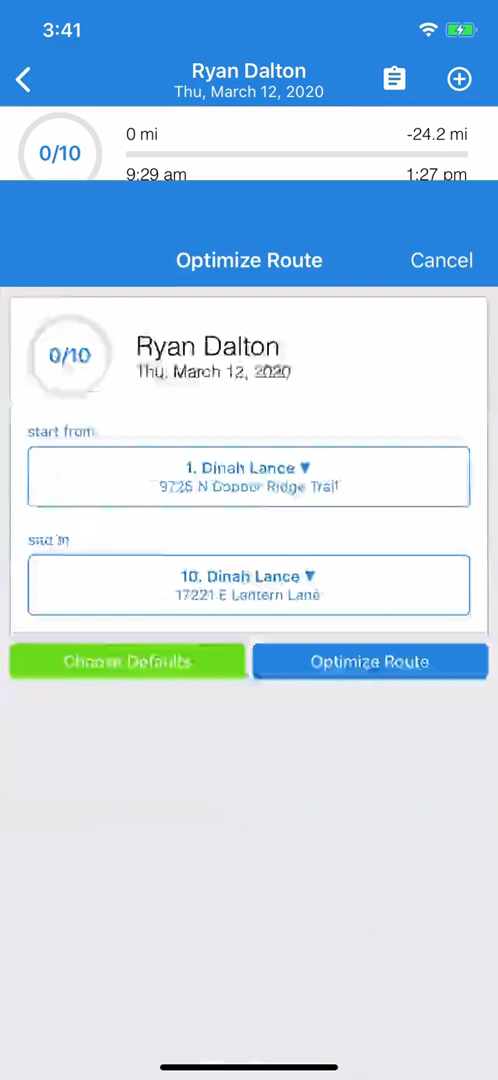 3:41
Ryan Dalton
Thu, March 12, 2020
0/10
0 mi
-24.2 mi
9:29 am
1:27 pm
Optimize Route
Cancel
0/10
Ryan Dalton
Thu, March 12, 2020
start from
1. Dinah Lance ▼
9725 N Copper Ridge Trail
end in
10. Dinah Lance ▼
17221 E Lantern Lane
Choose Defaults
Optimize Route